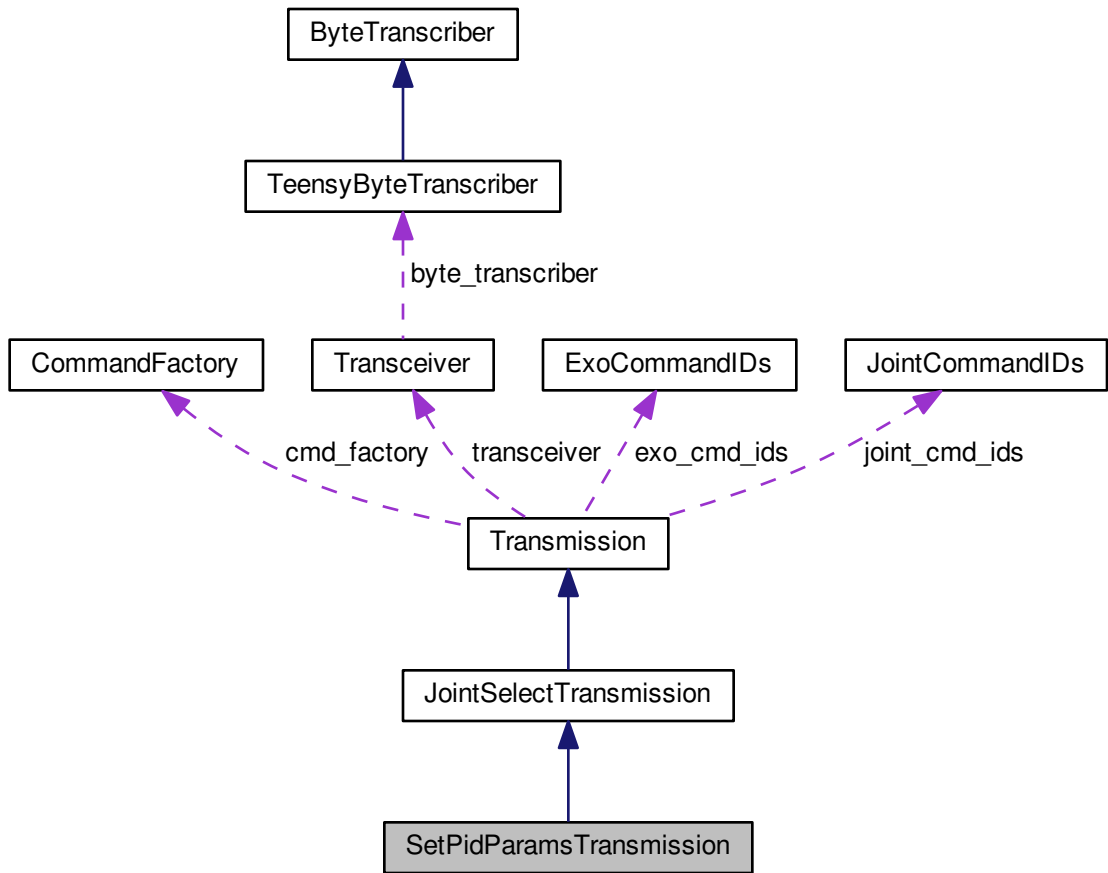 ByteTranscriber
TeensyByteTranscriber
byte_transcriber
CommandFactory
Transceiver
ExoCommandIDs
JointCommandIDs
cmd_factory
transceiver
exo_cmd_ids
joint_cmd_ids
Transmission
JointSelectTransmission
SetPidParamsTransmission